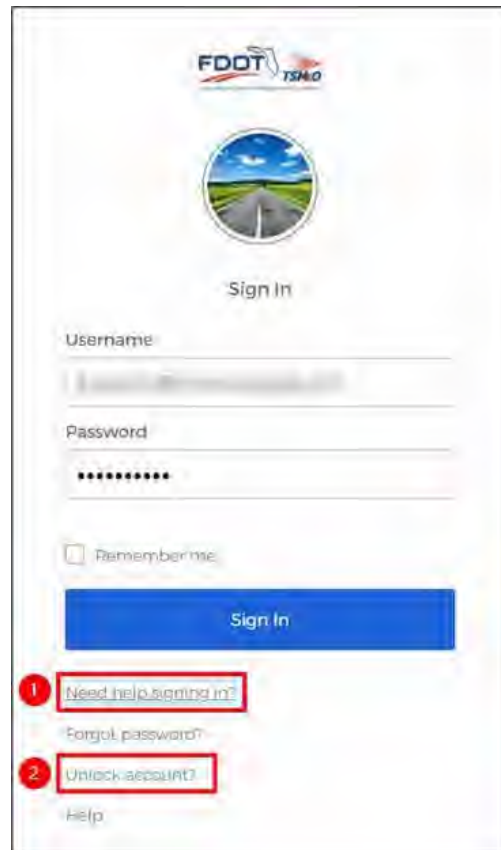 FDOT
TSM&O
Sign In
Username
Password
••••••••••
Remember me
Sign In
1 Need help signing in?
Forgot password?
2 Unlock account?
Help